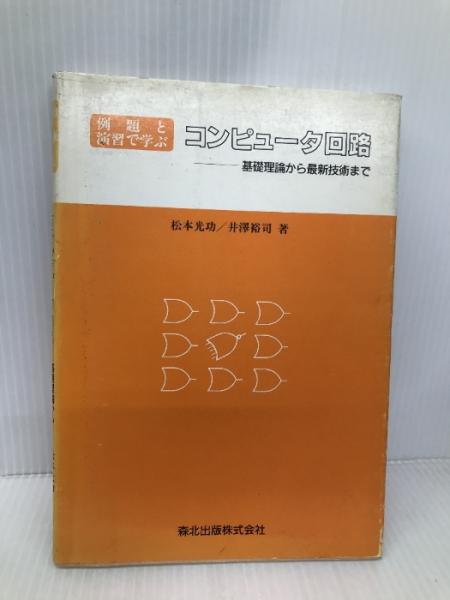 例題と
演習で学ぶ
コンピュータ回路
基礎理論から最新技術まで
松本光功／井澤裕司 著
森北出版株式会社